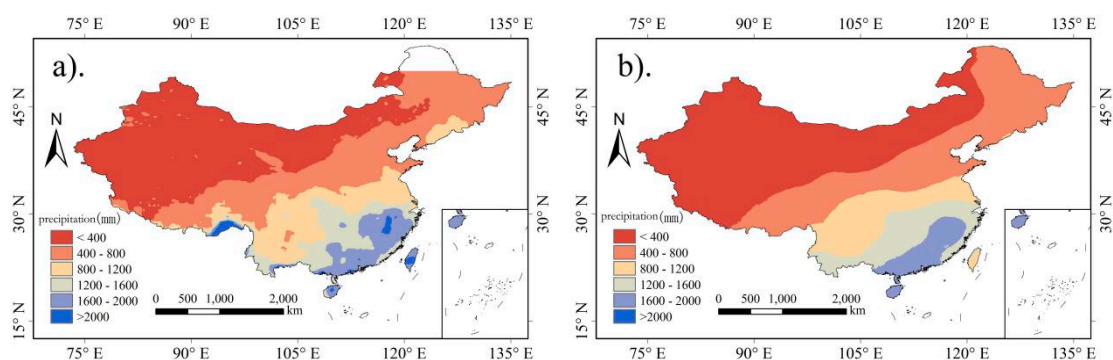 75° E 90° E 105° E 120° E 135° E 75° E 90° E 105° E 120° E 135° E
a). b).
45° N 45° N 45° N
N N
30° N 30° N 30° N
precipitation(mm) precipitation(mm)
< 400 < 400
400 - 800 400 - 800
800 - 1200 800 - 1200
1200 - 1600 1200 - 1600
1600 - 2000 0 500 1,000 2,000 1600 - 2000 0 500 1,000 2,000
>2000 km >2000 km
15° N 15° N 15° N
75° E 90° E 105° E 120° E 135° E 75° E 90° E 105° E 120° E 135° E